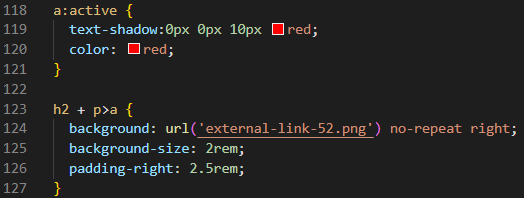 118 a:active {
119   text-shadow:0px 0px 10px red;
120   color: red;
121 }
122
123 h2 + p>a {
124   background: url('external-link-52.png') no-repeat right;
125   background-size: 2rem;
126   padding-right: 2.5rem;
127 }